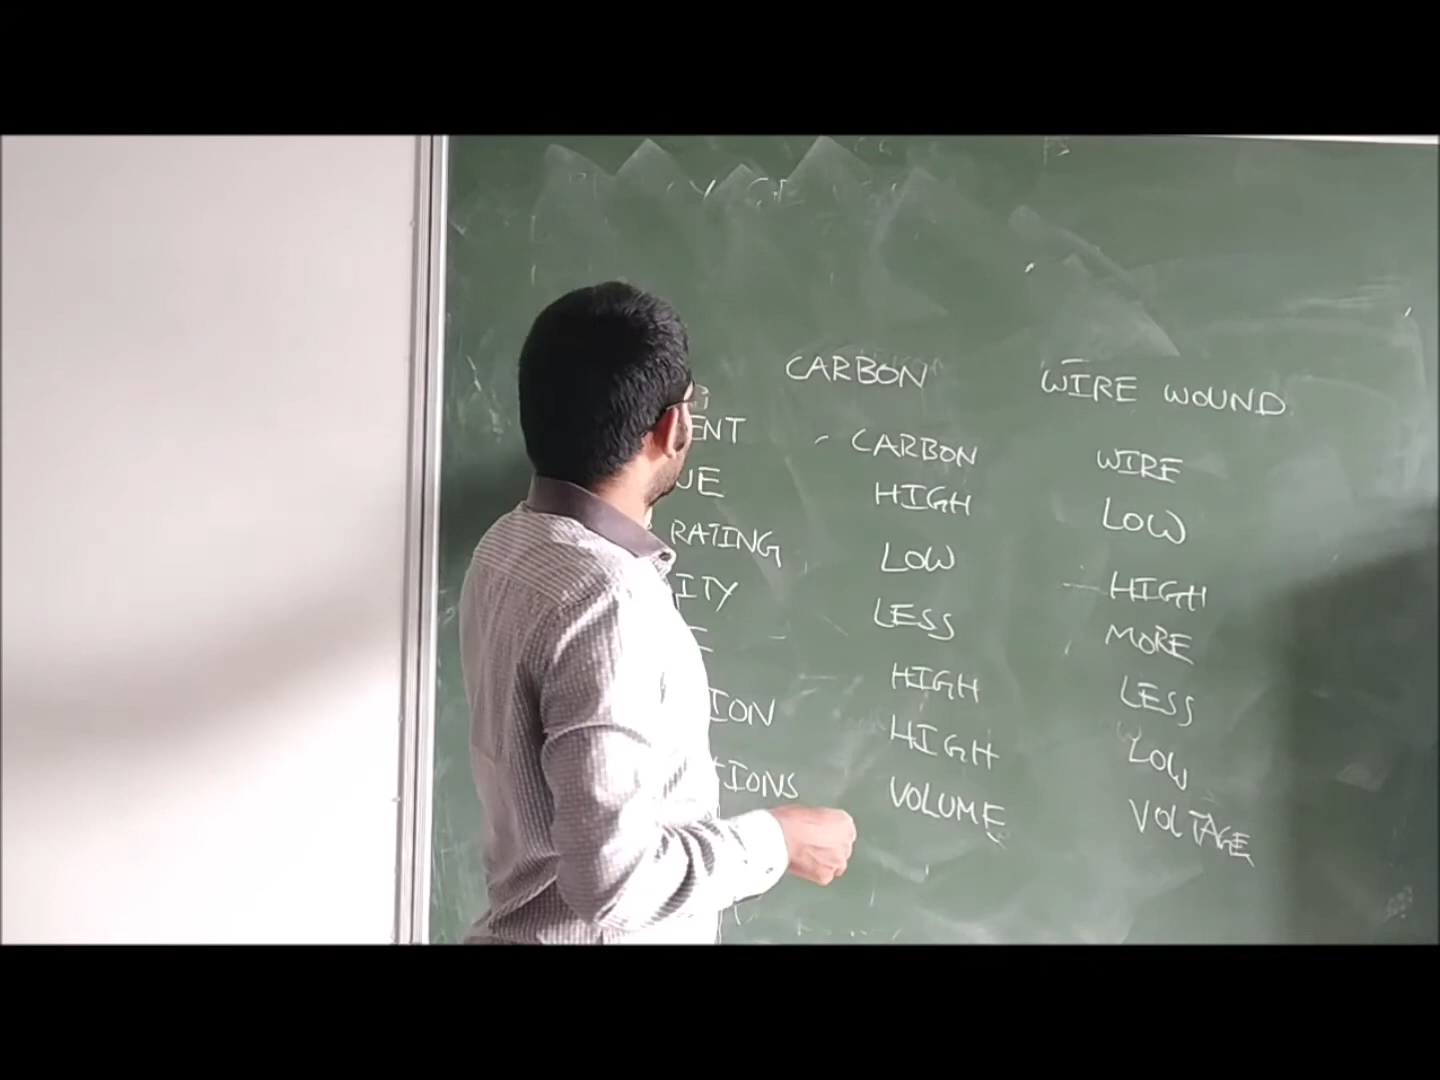 CARBON WIRE WOUND
ENT CARBON WIRE
UE HIGH LOW
RATING LOW HIGH
ITY LESS MORE
HIGH LESS
ION HIGH LOW
TIONS VOLUME VOLTAGE